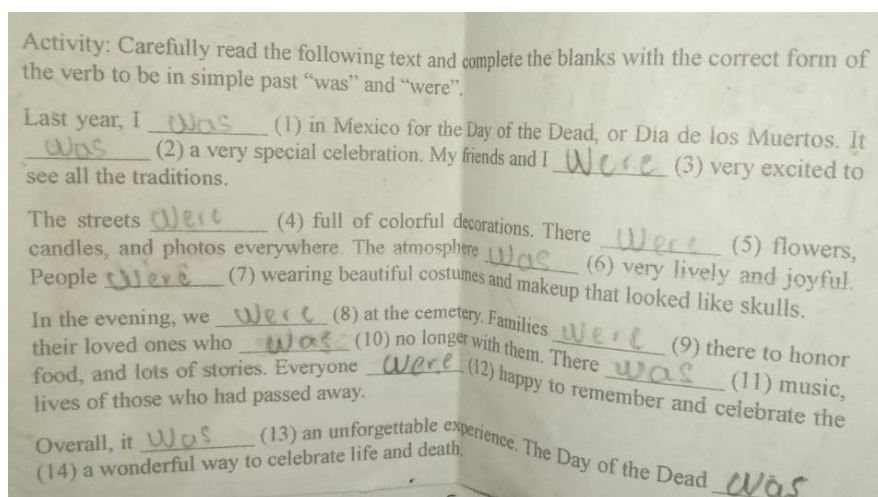 Activity: Carefully read the following text and complete the blanks with the correct form of
the verb to be in simple past “was” and “were”.
Last year, I was (1) in Mexico for the Day of the Dead, or Dia de los Muertos. It
was (2) a very special celebration. My friends and I Were (3) very excited to
see all the traditions.
The streets were (4) full of colorful decorations. There Were (5) flowers,
candles, and photos everywhere. The atmosphere was (6) very lively and joyful.
People were (7) wearing beautiful costumes and makeup that looked like skulls.
In the evening, we were (8) at the cemetery. Families were (9) there to honor
their loved ones who was (10) no longer with them. There was (11) music,
food, and lots of stories. Everyone were (12) happy to remember and celebrate the
lives of those who had passed away.
Overall, it was (13) an unforgettable experience. The Day of the Dead was
(14) a wonderful way to celebrate life and death.